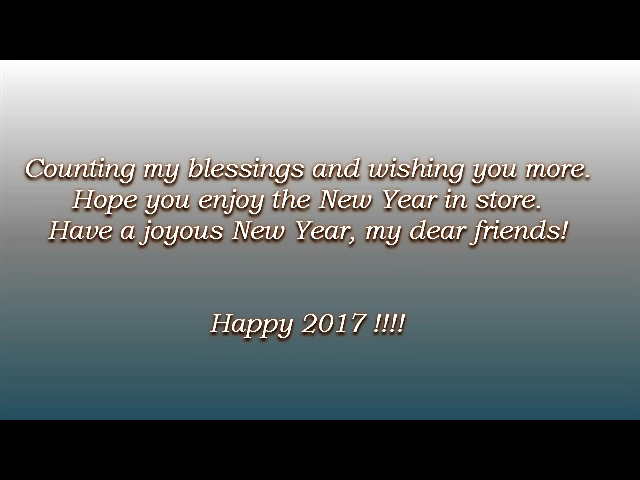 Counting my blessings and wishing you more.
Hope you enjoy the New Year in store.
Have a joyous New Year, my dear friends!
Happy 2017 !!!!